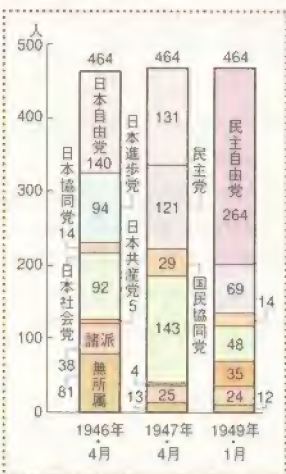 人
500
400
300
200
100
0
464
464
464
日本自由党
140
94
92
諸派
無所属
日本協同党
14
日本社会党
38
81
日本進歩党
日本共産党
5
131
121
29
143
4
13
25
民主党
国民協同党
民主自由党
264
69
14
48
35
24
12
1946年
・
4月
1947年
・
4月
1949年
・
1月